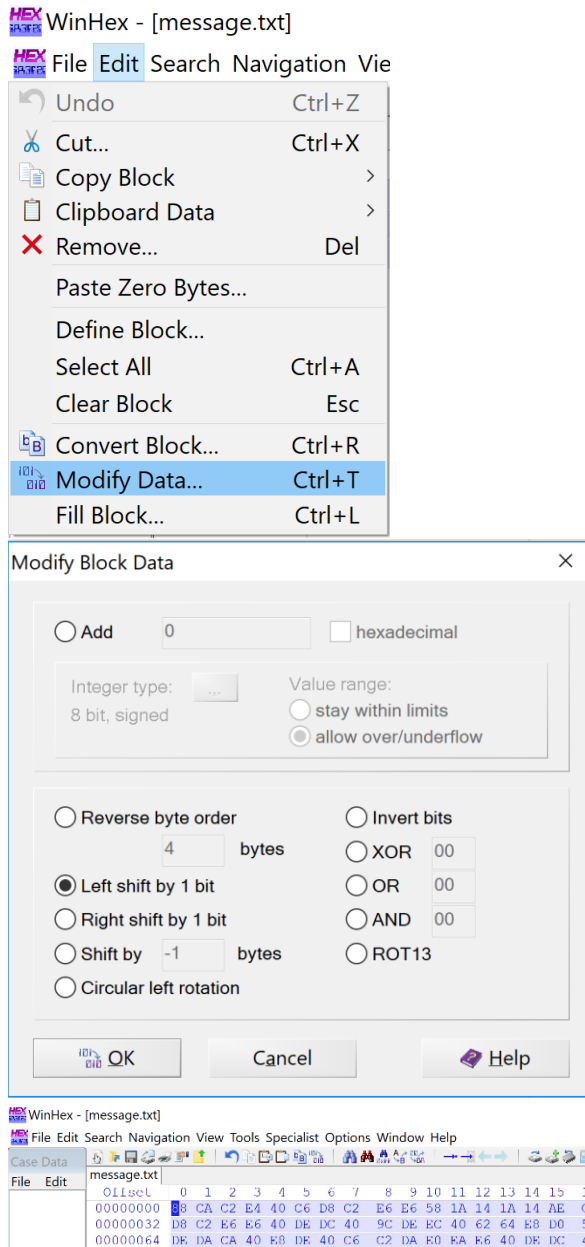 HEX WinHex - [message.txt]
HEX File Edit Search Navigation Vie
Undo Ctrl+Z
Cut... Ctrl+X
Copy Block >
Clipboard Data >
Remove... Del
Paste Zero Bytes...
Define Block...
Select All Ctrl+A
Clear Block Esc
Convert Block... Ctrl+R
Modify Data... Ctrl+T
Fill Block... Ctrl+L
Modify Block Data
Add 0 hexadecimal
Integer type: ... Value range:
8 bit, signed stay within limits
allow over/underflow
Reverse byte order Invert bits
4 bytes XOR 00
Left shift by 1 bit OR 00
Right shift by 1 bit AND 00
Shift by -1 bytes ROT13
Circular left rotation
OK Cancel Help
HEX WinHex - [message.txt]
HEX File Edit Search Navigation View Tools Specialist Options Window Help
Case Data
File Edit message.txt
Offset 0 1 2 3 4 5 6 7 8 9 10 11 12 13 14 15
00000000 88 CA C2 E4 40 C6 D8 C2 E6 E6 58 1A 14 1A 14 AE
00000032 D8 C2 E6 E6 40 DE DC 40 9C DE EC 40 62 64 E8 D0
00000064 DE DA CA 40 E8 DE 40 C6 C2 DA E0 EA E6 40 DE DC